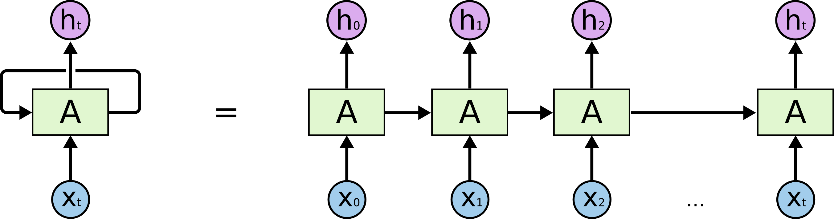 hₜ h₀ h₁ h₂ hₜ
A = A A A A
xₜ x₀ x₁ x₂ ... xₜ